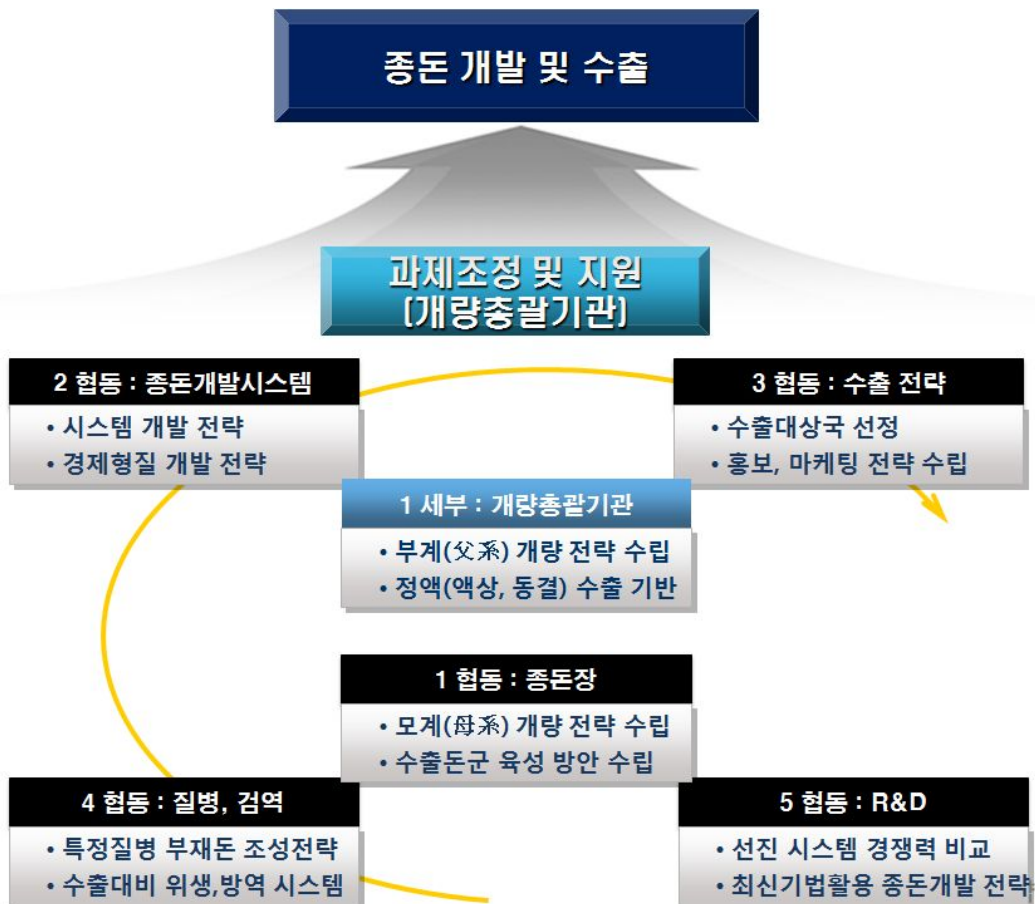 종돈 개발 및 수출
과제조정 및 지원
(개량총괄기관)
2 협동 : 종돈개발시스템
• 시스템 개발 전략
• 경제형질 개발 전략
3 협동 : 수출 전략
• 수출대상국 선정
• 홍보, 마케팅 전략 수립
1 세부 : 개량총괄기관
• 부계(父系) 개량 전략 수립
• 정액(액상, 동결) 수출 기반
1 협동 : 종돈장
• 모계(母系) 개량 전략 수립
• 수출돈군 육성 방안 수립
4 협동 : 질병, 검역
• 특정질병 부재돈 조성전략
• 수출대비 위생,방역 시스템
5 협동 : R&D
• 선진 시스템 경쟁력 비교
• 최신기법활용 종돈개발 전략